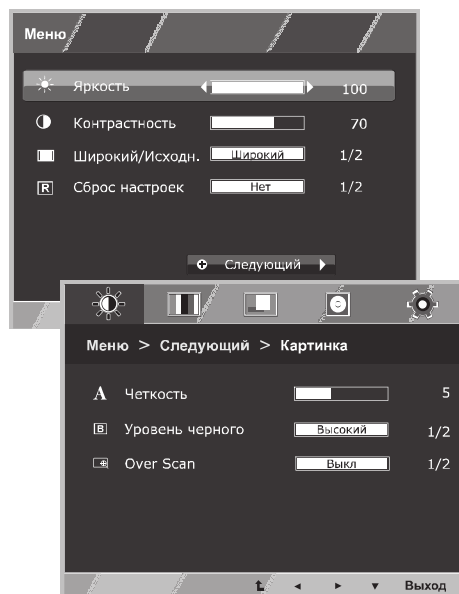 Меню
Яркость 100
Контрастность 70
Широкий/Исходн. Широкий 1/2
R Сброс настроек Нет 1/2
Следующий
Меню > Следующий > Картинка
A Четкость 5
B Уровень черного Высокий 1/2
Over Scan Выкл 1/2
Выход